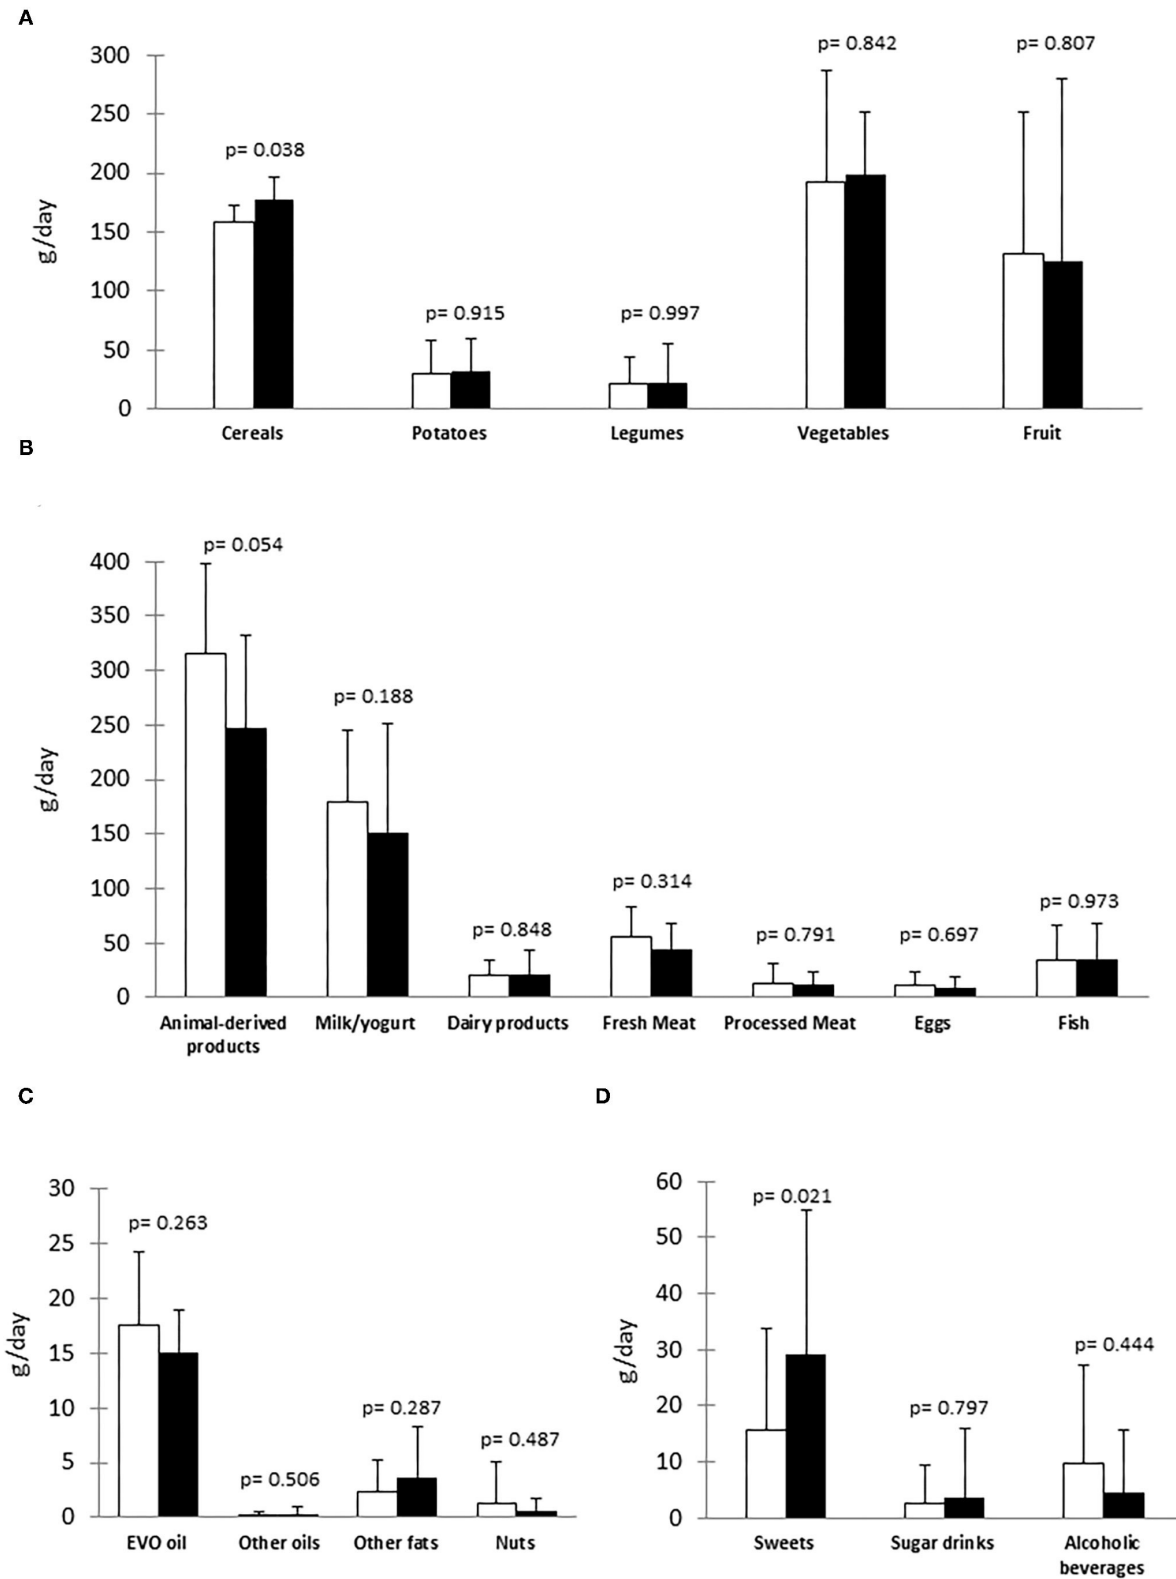 A
300
250
200
150
100
50
0
g/day
p= 0.038
p= 0.915
p= 0.997
p= 0.842
p= 0.807
Cereals
Potatoes
Legumes
Vegetables
Fruit
B
400
350
300
250
200
150
100
50
0
g/day
p= 0.054
p= 0.188
p= 0.848
p= 0.314
p= 0.791
p= 0.697
p= 0.973
Animal-derived
products
Milk/yogurt
Dairy products
Fresh Meat
Processed Meat
Eggs
Fish
C
30
25
20
15
10
5
0
g/day
p= 0.263
p= 0.506
p= 0.287
p= 0.487
EVO oil
Other oils
Other fats
Nuts
D
60
50
40
30
20
10
0
g/day
p= 0.021
p= 0.797
p= 0.444
Sweets
Sugar drinks
Alcoholic
beverages